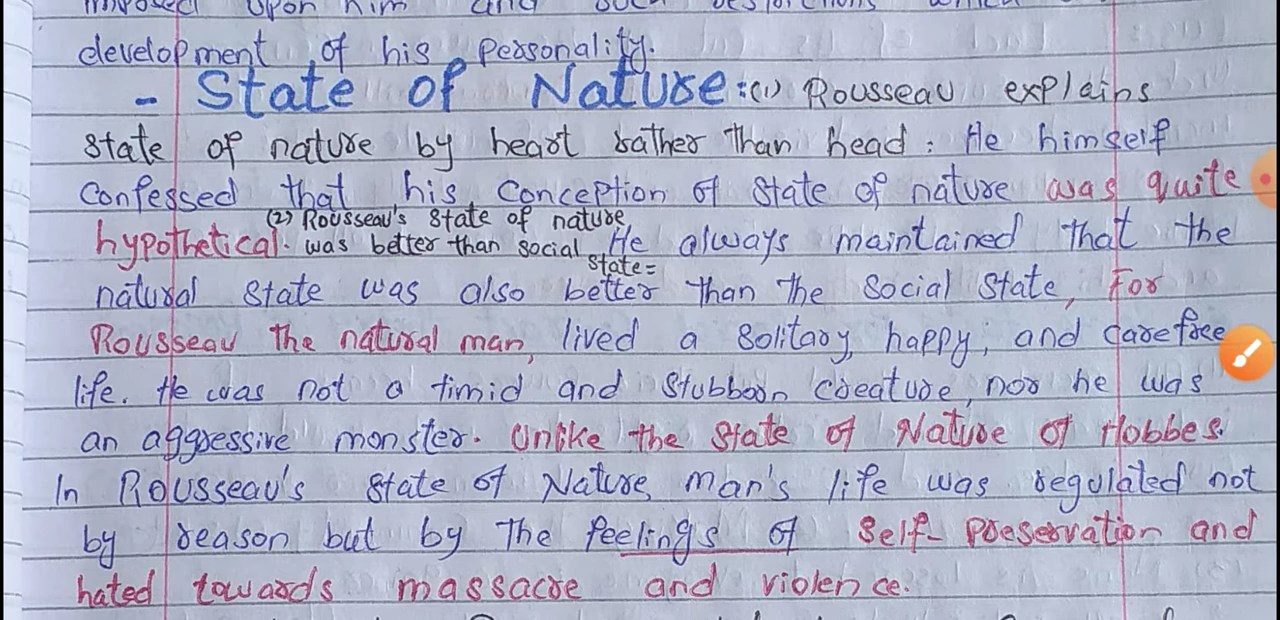 imposed upon him and such
development of his personality.
- State of Nature :- (1) Rousseau explains
state of nature by heart rather than head. He himself
confessed that his conception of state of nature was quite
(2) Rousseau's state of nature
hypothetical. was better than social He always maintained that the
state =
natural state was also better than the social state, For
Rousseau the natural man, lived a solitary, happy, and carefree
life. He was not a timid and stubborn creature, nor he was
an aggressive monster. Unlike the State of Nature of Hobbes.
In Rousseau's state of Nature, man's life was regulated not
by reason but by the feelings of self- preservation and
hated towards massacre and violence.